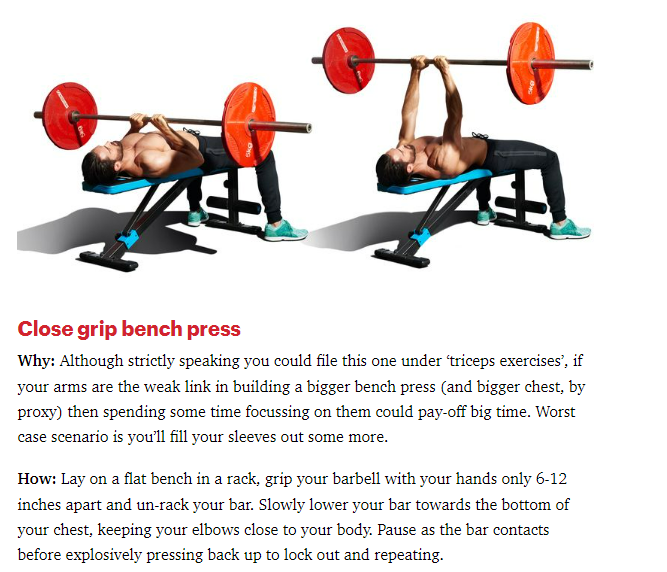 Close grip bench press
Why: Although strictly speaking you could file this one under ‘triceps exercises’, if
your arms are the weak link in building a bigger bench press (and bigger chest, by
proxy) then spending some time focussing on them could pay-off big time. Worst
case scenario is you’ll fill your sleeves out some more.
How: Lay on a flat bench in a rack, grip your barbell with your hands only 6-12
inches apart and un-rack your bar. Slowly lower your bar towards the bottom of
your chest, keeping your elbows close to your body. Pause as the bar contacts
before explosively pressing back up to lock out and repeating.